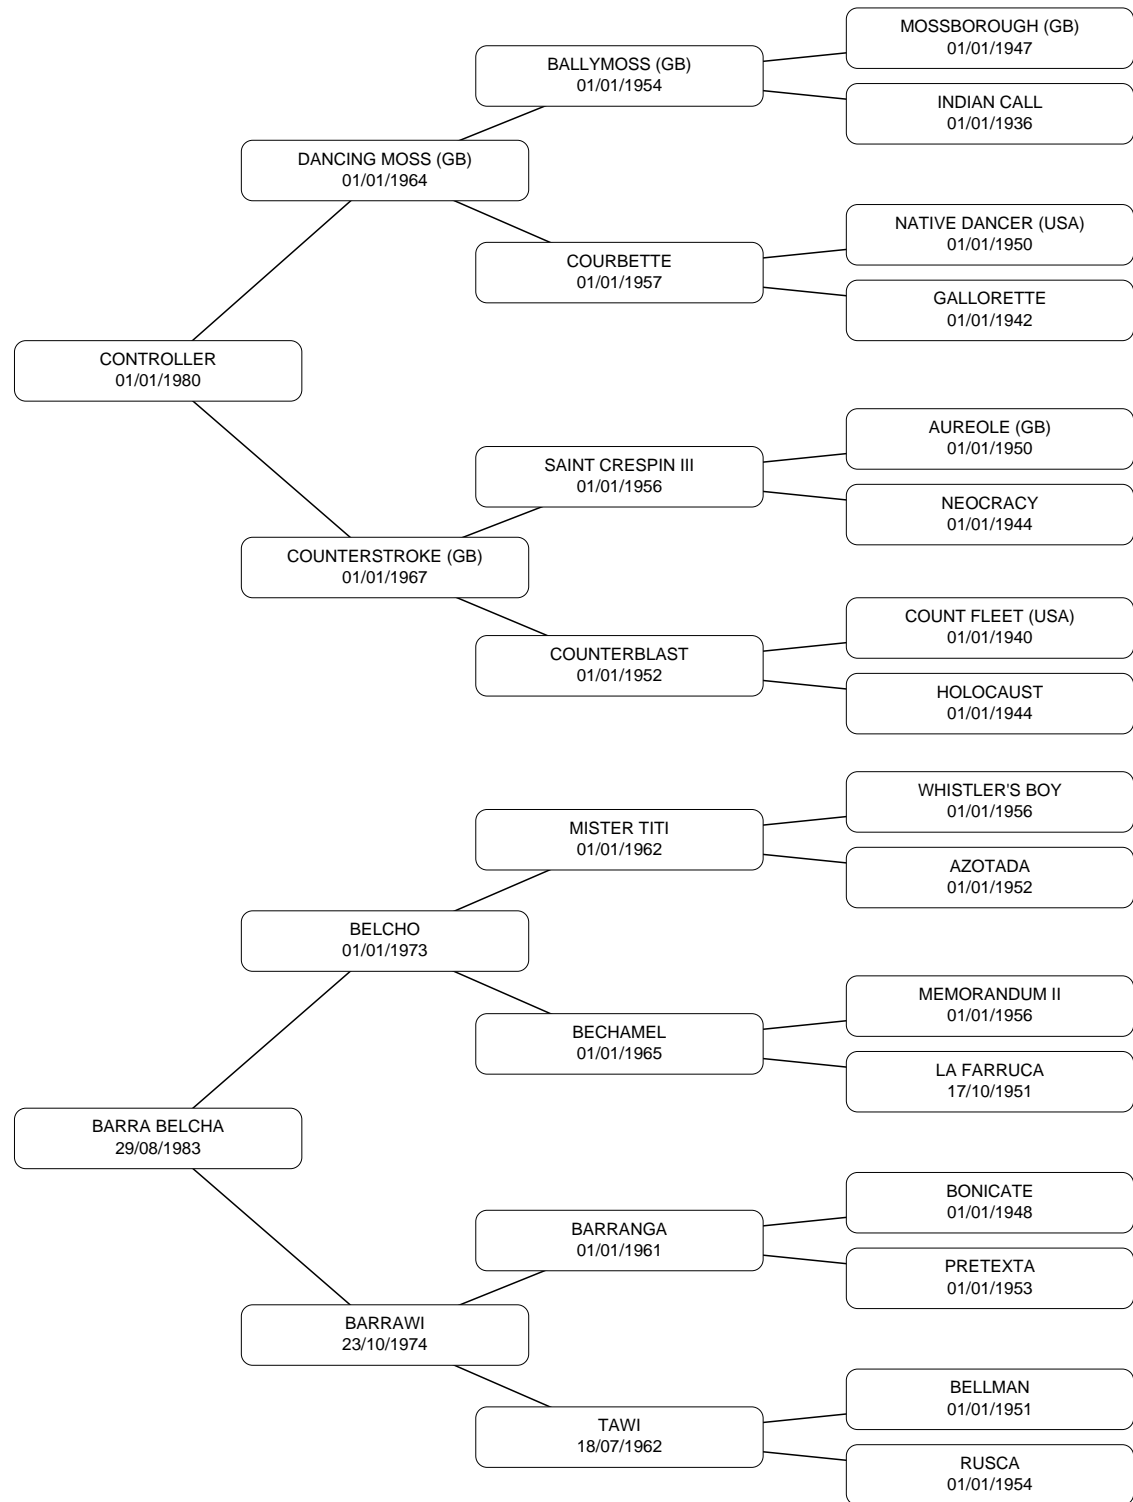 MOSSBOROUGH (GB)
01/01/1947
BALLYMOSS (GB)
01/01/1954
INDIAN CALL
01/01/1936
DANCING MOSS (GB)
01/01/1964
NATIVE DANCER (USA)
01/01/1950
COURBETTE
01/01/1957
GALLORETTE
01/01/1942
CONTROLLER
01/01/1980
AUREOLE (GB)
01/01/1950
SAINT CRESPIN III
01/01/1956
NEOCRACY
01/01/1944
COUNTERSTROKE (GB)
01/01/1967
COUNT FLEET (USA)
01/01/1940
COUNTERBLAST
01/01/1952
HOLOCAUST
01/01/1944
WHISTLER'S BOY
01/01/1956
MISTER TITI
01/01/1962
AZOTADA
01/01/1952
BELCHO
01/01/1973
MEMORANDUM II
01/01/1956
BECHAMEL
01/01/1965
LA FARRUCA
17/10/1951
BARRA BELCHA
29/08/1983
BONICATE
01/01/1948
BARRANGA
01/01/1961
PRETEXTA
01/01/1953
BARRAWI
23/10/1974
BELLMAN
01/01/1951
TAWI
18/07/1962
RUSCA
01/01/1954